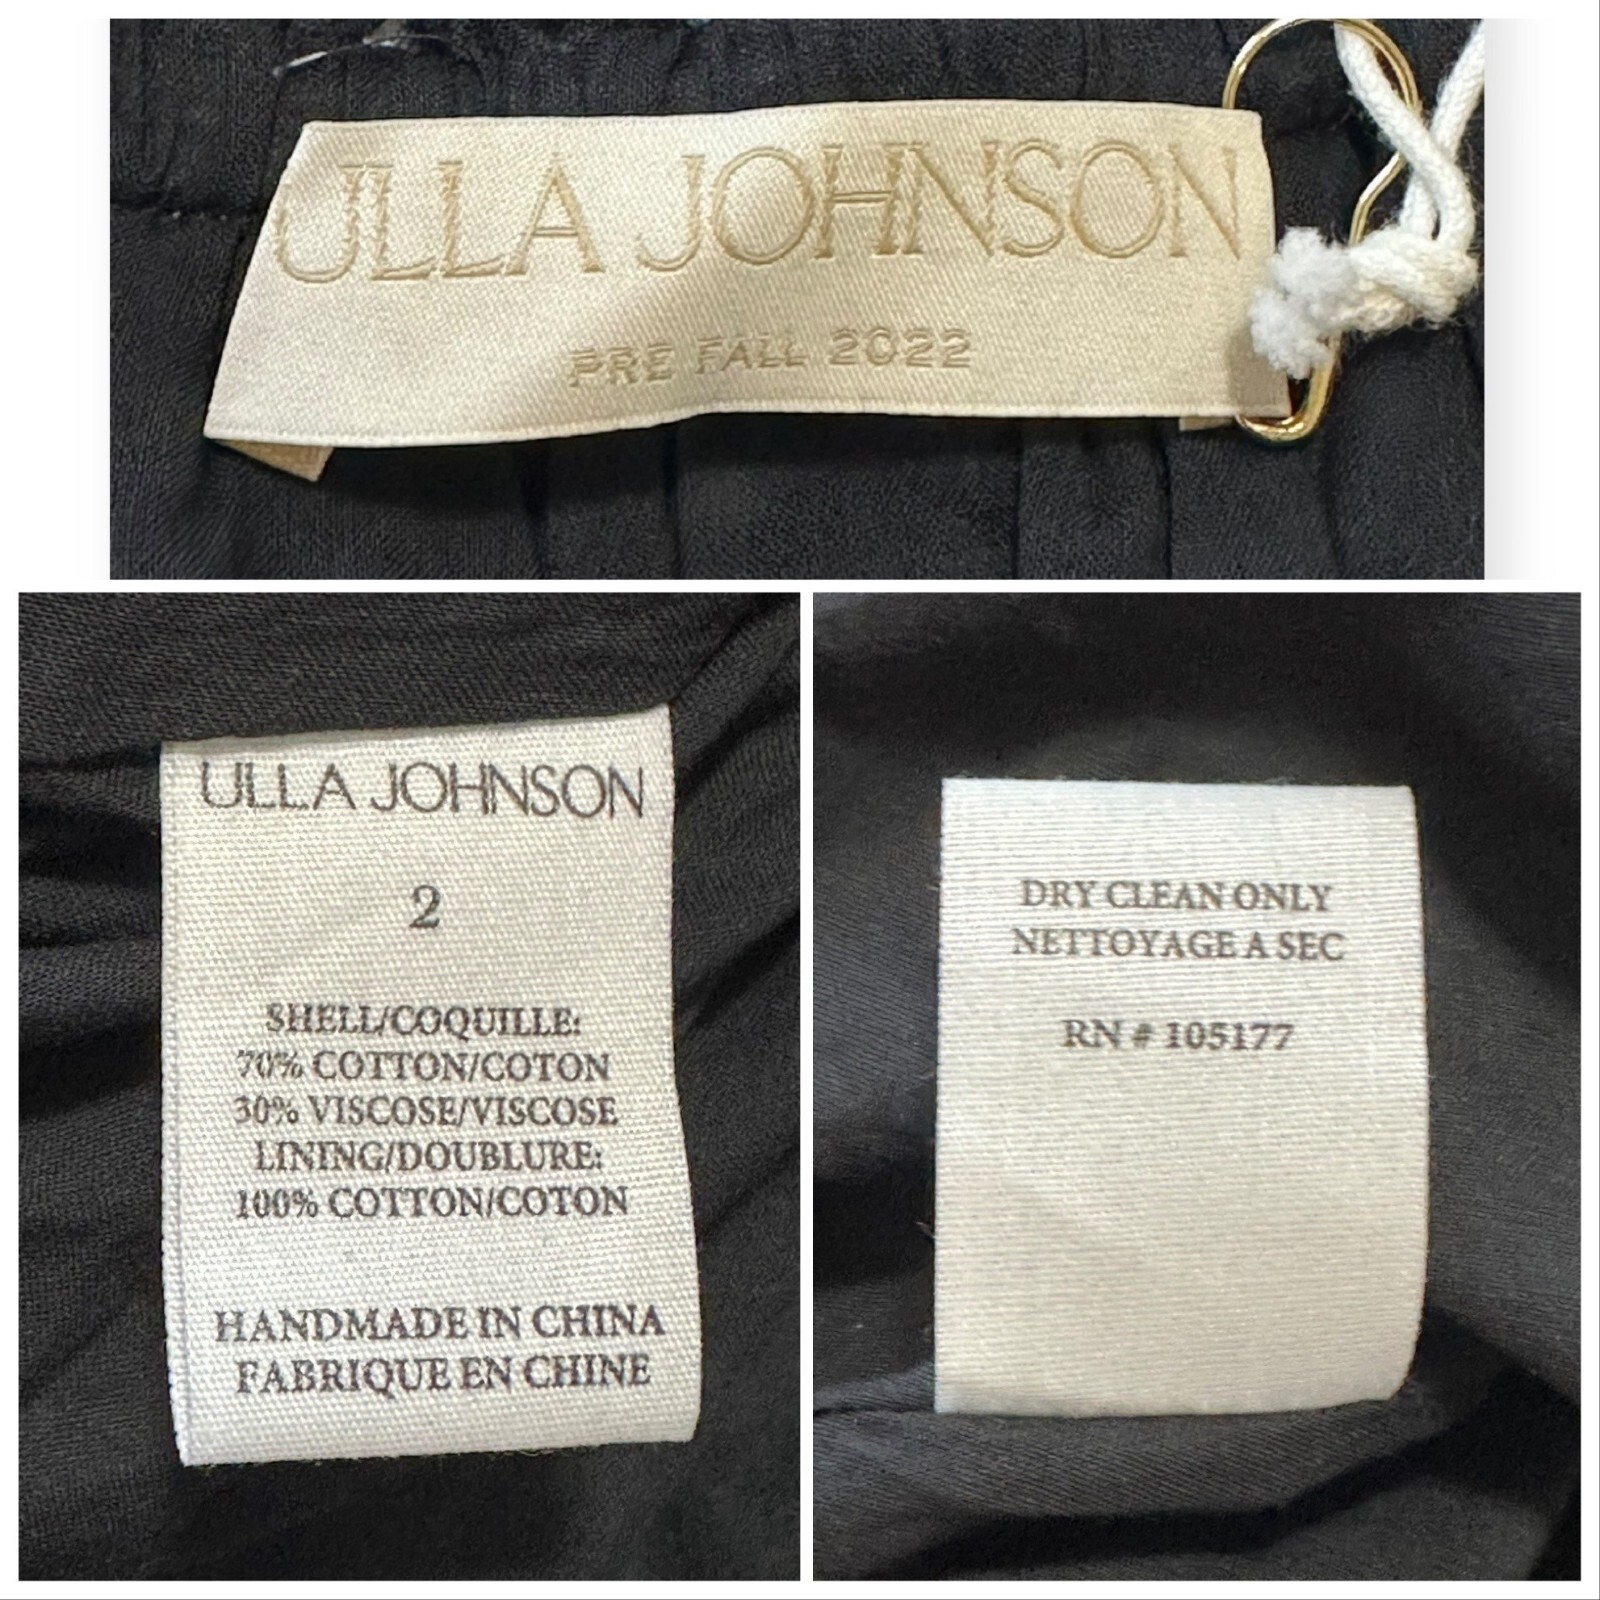 ULLA JOHNSON
PRE FALL 2022
ULLA JOHNSON
2
SHELL/COQUILLE:
70% COTTON/COTON
30% VISCOSE/VISCOSE
LINING/DOUBLURE:
100% COTTON/COTON
HANDMADE IN CHINA
FABRIQUE EN CHINE
DRY CLEAN ONLY
NETTOYAGE A SEC
RN # 105177